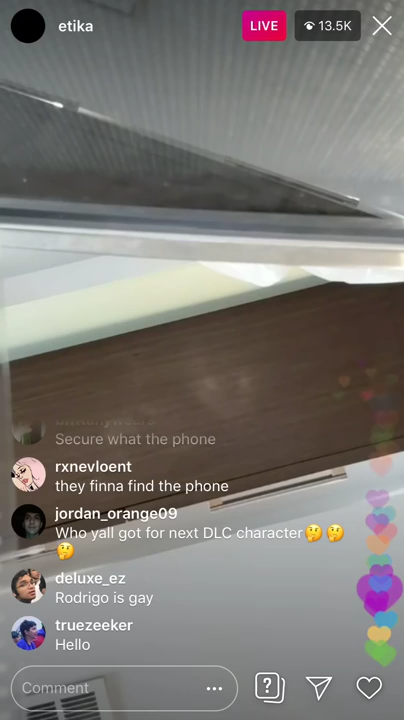 etika
LIVE
13.5K
Secure what the phone
rxnevloent
they finna find the phone
jordan_orange09
Who yall got for next DLC character🤔🤔
🤔
deluxe_ez
Rodrigo is gay
truezeeker
Hello
Comment